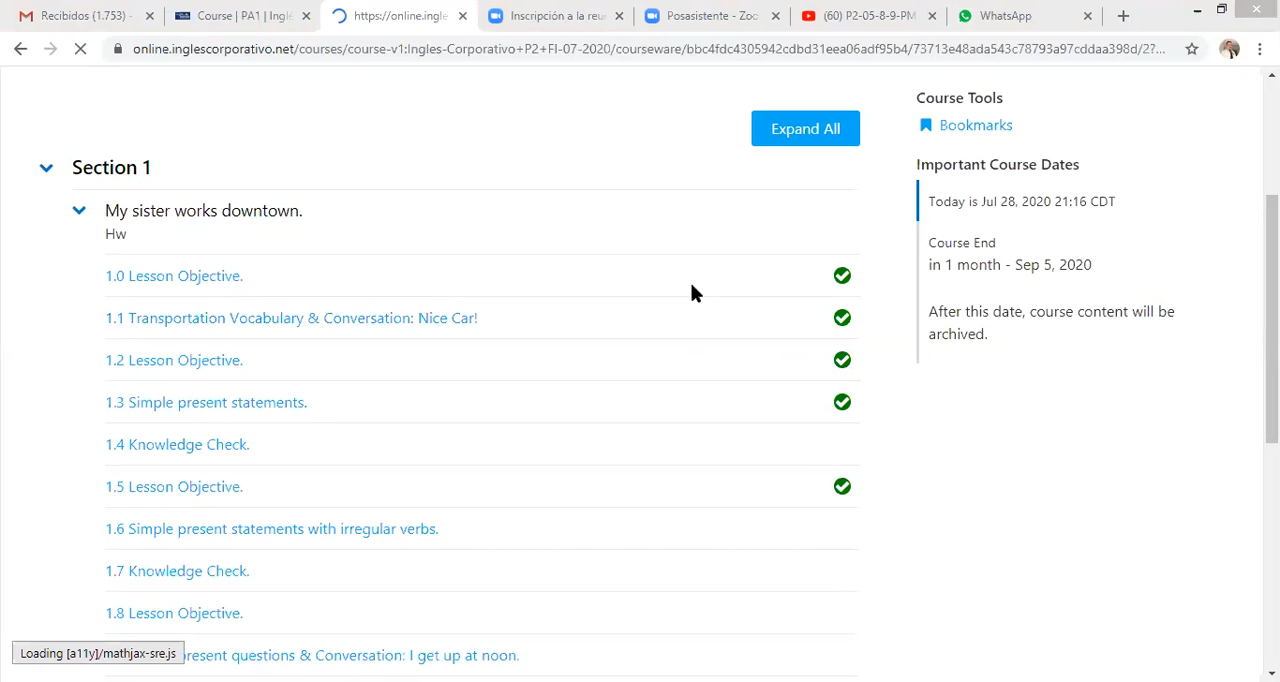 Recibidos (1.753) -
Course | PA1 | Inglé
https://online.ingle
Inscripción a la reu
Posasistente - Zoo
(60) P2-05-8-9-PM
WhatsApp
online.inglescorporativo.net/courses/course-v1:Ingles-Corporativo+P2+FI-07-2020/courseware/bbc4fdc4305942cdbd31eea06adf95b4/73713e48ada543c78793a97cddaa398d/2?...
Expand All
Section 1
My sister works downtown.
Hw
1.0 Lesson Objective.
1.1 Transportation Vocabulary & Conversation: Nice Car!
1.2 Lesson Objective.
1.3 Simple present statements.
1.4 Knowledge Check.
1.5 Lesson Objective.
1.6 Simple present statements with irregular verbs.
1.7 Knowledge Check.
1.8 Lesson Objective.
resent questions & Conversation: I get up at noon.
Loading [a11y]/mathjax-sre.js
Course Tools
Bookmarks
Important Course Dates
Today is Jul 28, 2020 21:16 CDT
Course End
in 1 month - Sep 5, 2020
After this date, course content will be
archived.